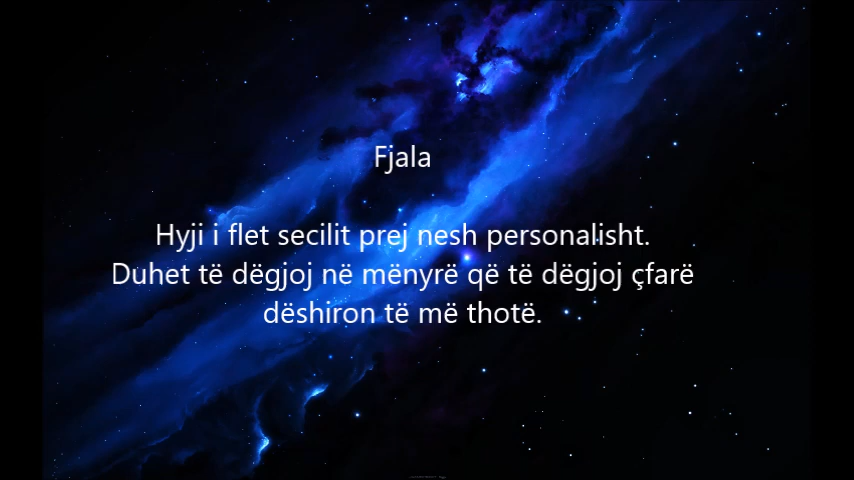 Fjala
Hyji i flet secilit prej nesh personalisht.
Duhet të dëgjoj në mënyrë që të dëgjoj çfarë
dëshiron të më thotë.